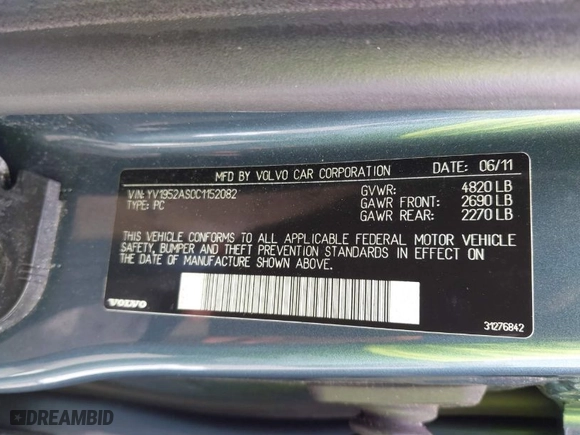 MFD BY VOLVO CAR CORPORATION DATE: 06/11
VIN: YV1952AS0C1152082
TYPE: PC
GVWR: 4820 LB
GAWR FRONT: 2690 LB
GAWR REAR: 2270 LB
THIS VEHICLE CONFORMS TO ALL APPLICABLE FEDERAL MOTOR VEHICLE
SAFETY, BUMPER AND THEFT PREVENTION STANDARDS IN EFFECT ON
THE DATE OF MANUFACTURE SHOWN ABOVE.
VOLVO
31276842
DREAMBID